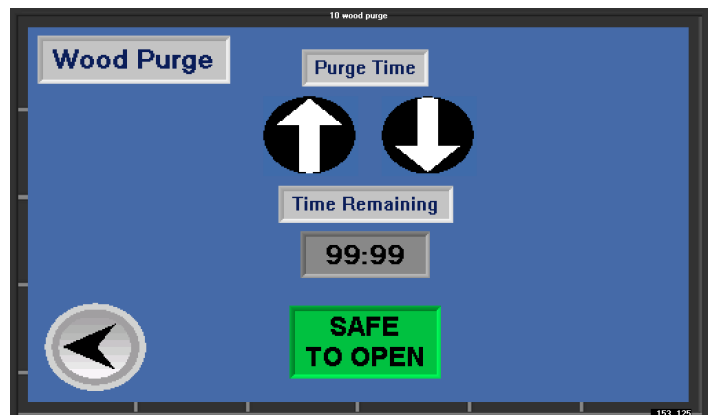 10 wood purge
Wood Purge
Purge Time
Time Remaining
99:99
SAFE
TO OPEN
153, 125